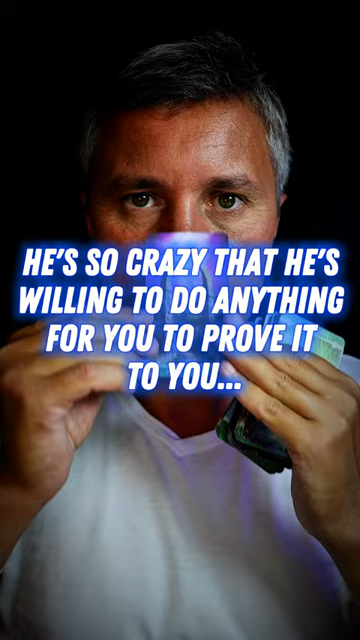 HE'S SO CRAZY THAT HE'S
WILLING TO DO ANYTHING
FOR YOU TO PROVE IT
TO YOU...